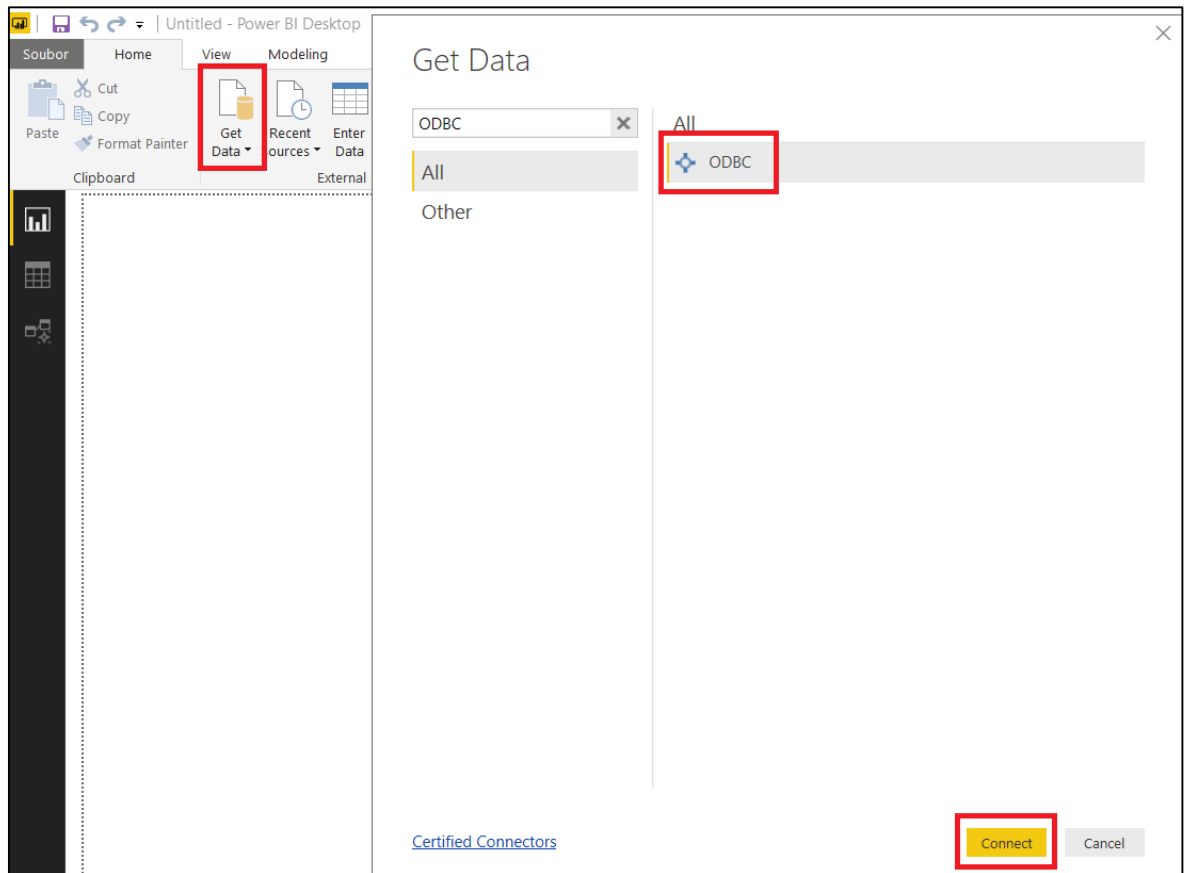 Untitled - Power BI Desktop
Soubor Home View Modeling
Cut
Copy
Format Painter
Paste
Get Data
Recent Sources
Enter Data
Clipboard
External
Get Data
ODBC
All
Other
All
ODBC
Certified Connectors
Connect Cancel